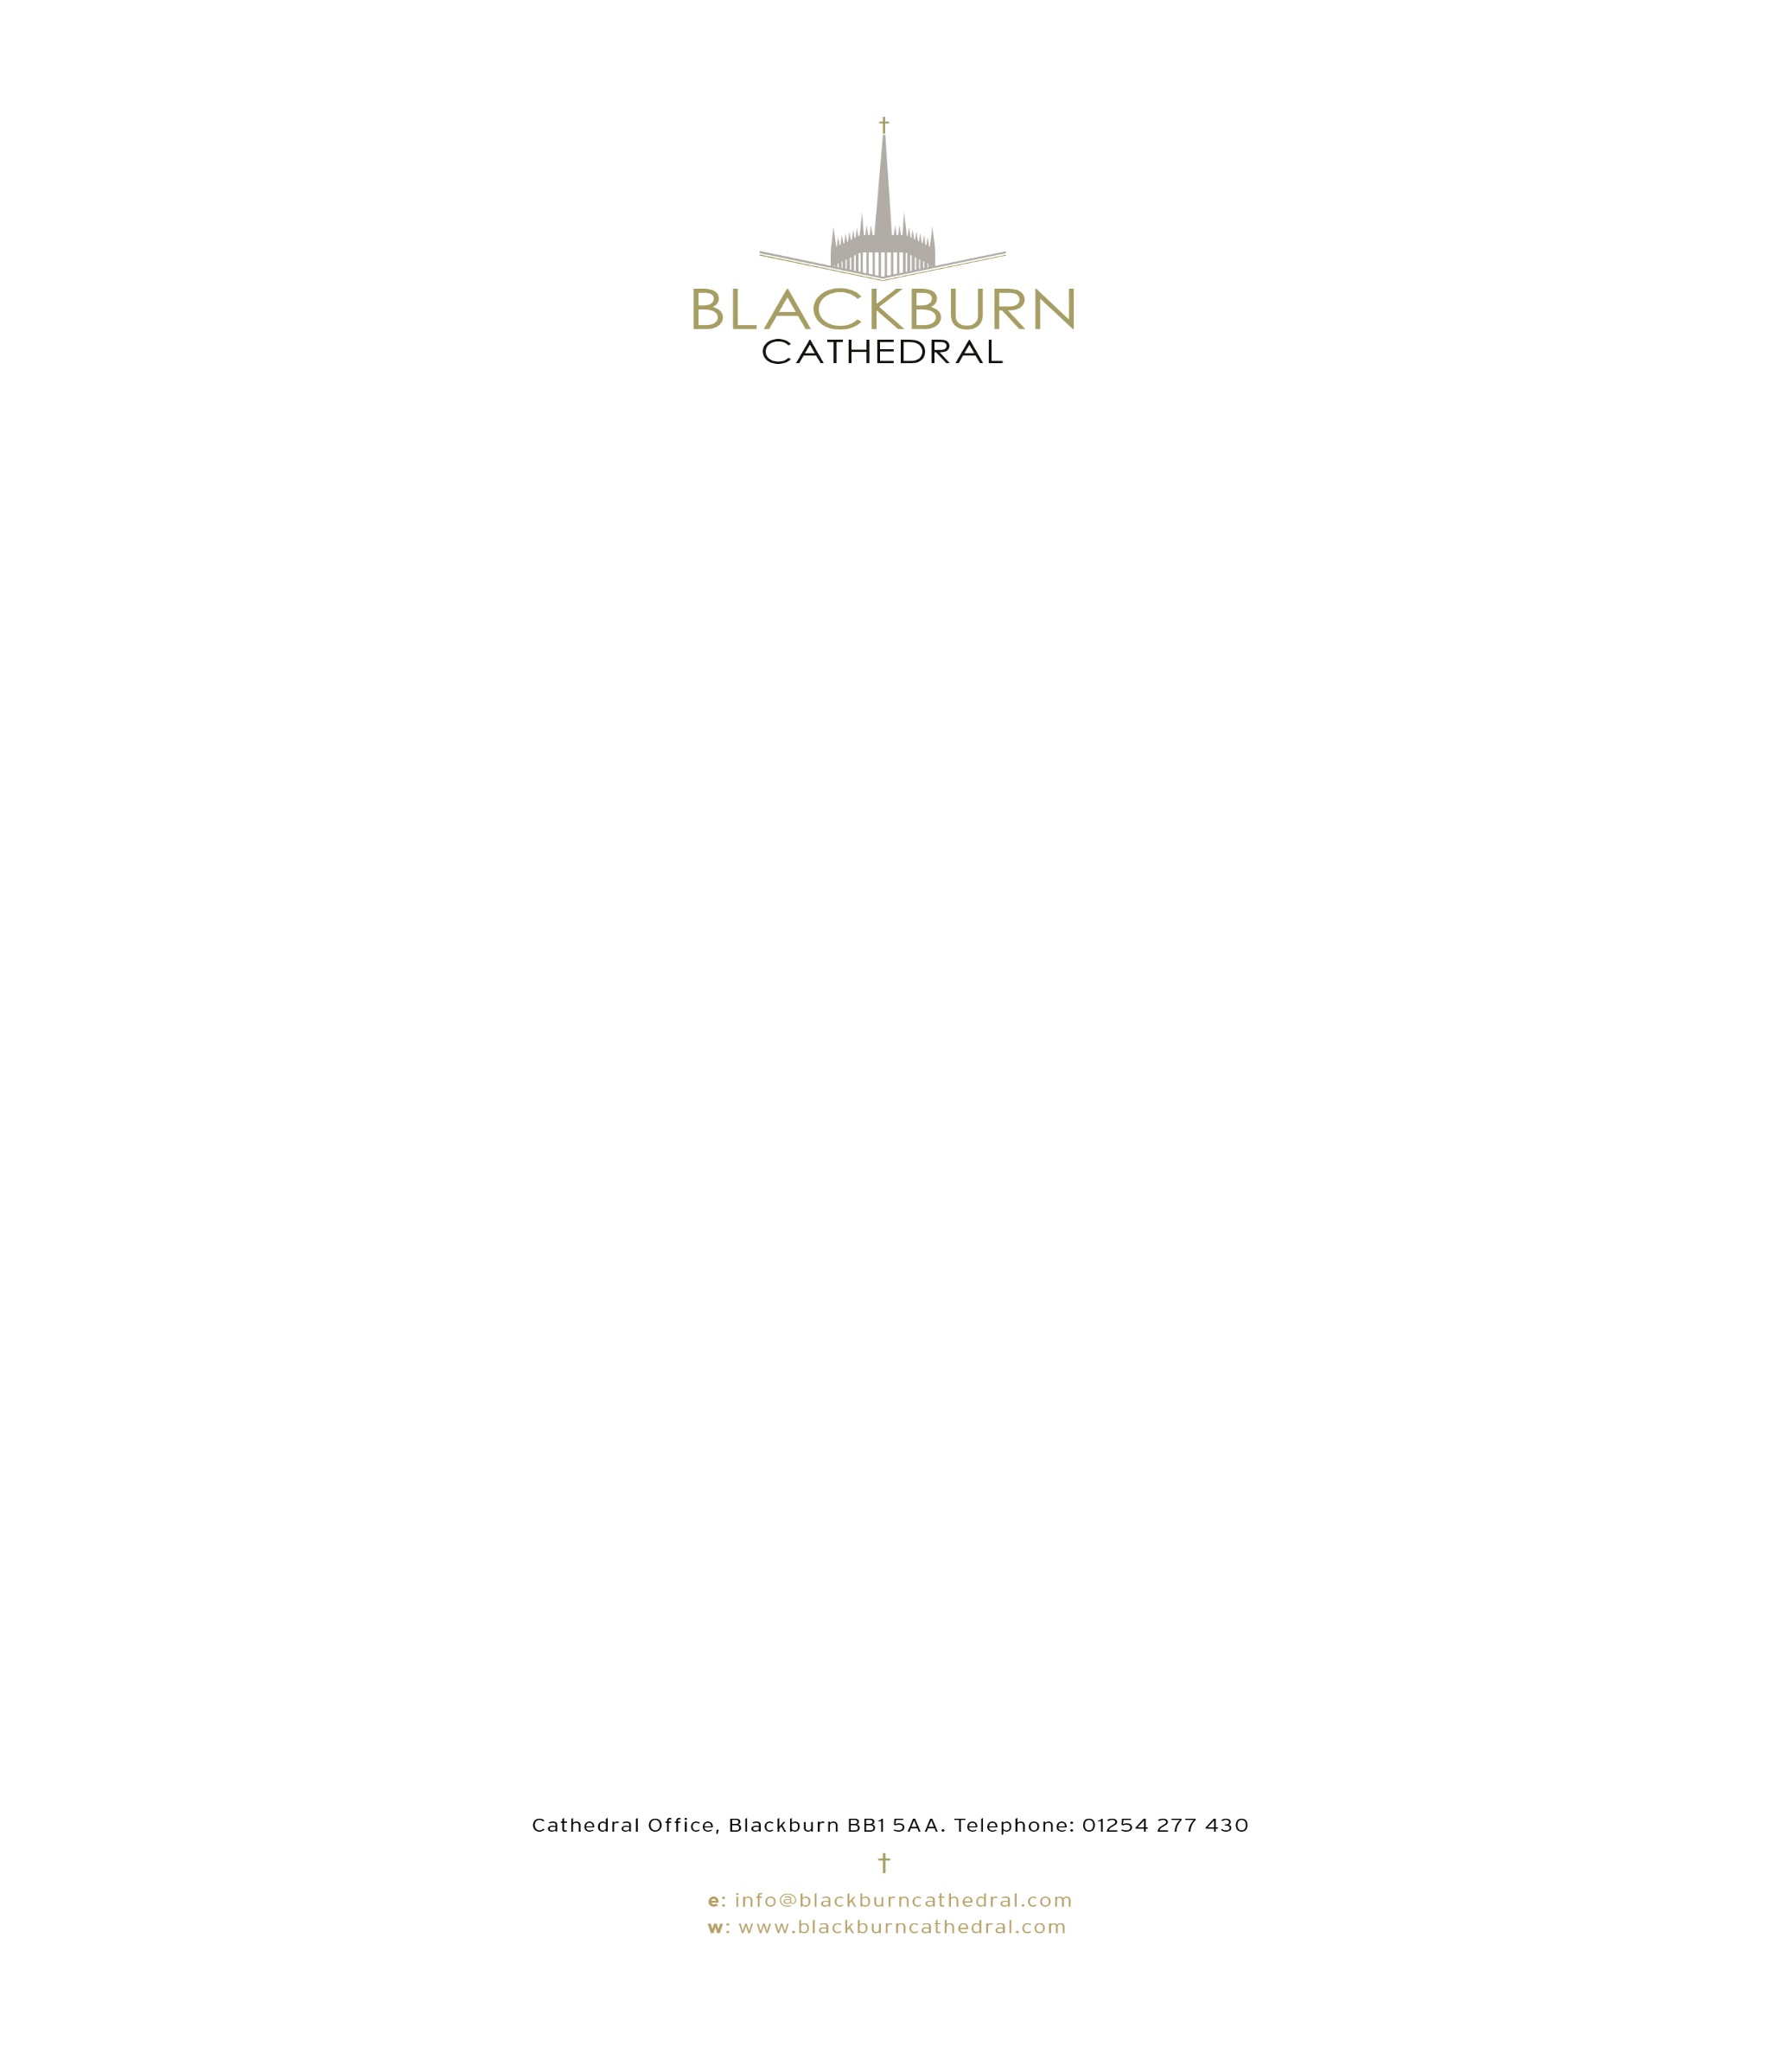 BLACKBURN
CATHEDRAL
Cathedral Office, Blackburn BB1 5AA. Telephone: 01254 277 430
e: info@blackburncathedral.com
w: www.blackburncathedral.com